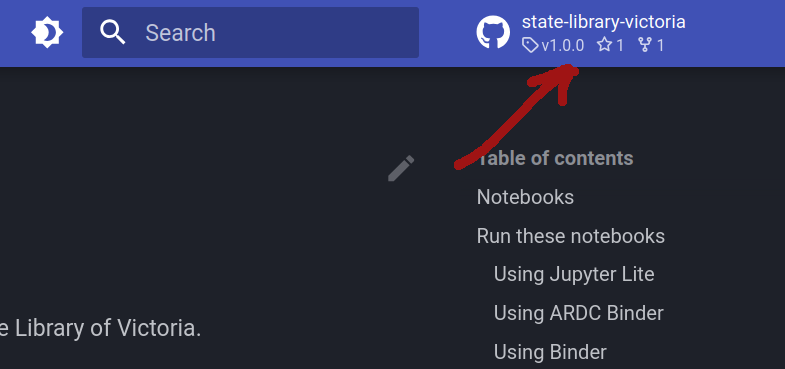 Search
state-library-victoria
v1.0.0 1 1
Table of contents
Notebooks
Run these notebooks
Using Jupyter Lite
Using ARDC Binder
e Library of Victoria.
Using Binder